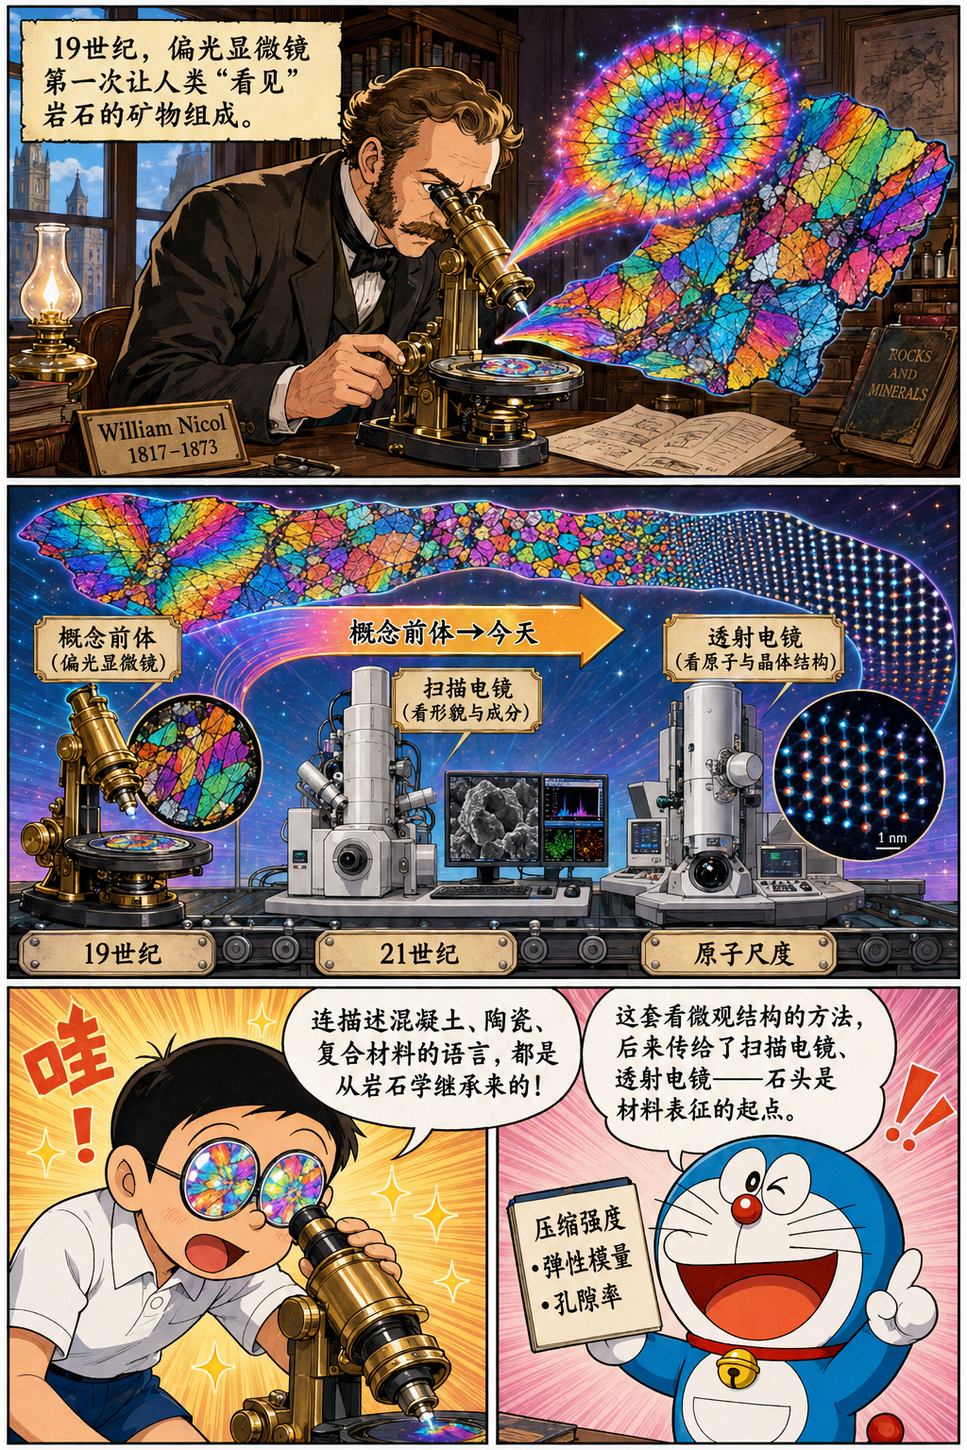 19世纪，偏光显微镜
第一次让人类“看见”
岩石的矿物组成。
ROCKS
AND
MINERALS
William Nicol
1817–1873
概念前体
(偏光显微镜)
概念前体→今天
透射电镜
(看原子与晶体结构)
扫描电镜
(看形貌与成分)
1 nm
19世纪
21世纪
原子尺度
哇！
连描述混凝土、陶瓷、
复合材料的语言，都是
从岩石学继承来的！
这套看微观结构的方法，
后来传给了扫描电镜、
透射电镜——石头是
材料表征的起点。
!!
压缩强度
•弹性模量
•孔隙率